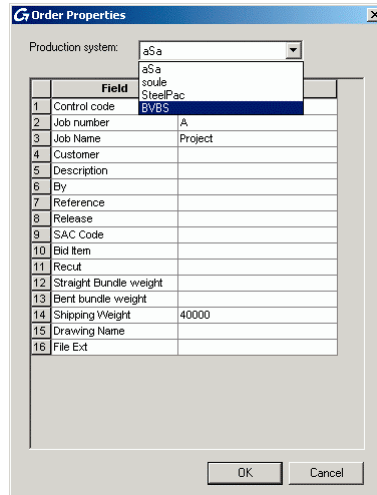 Order Properties
Production system:
aSa
aSa
soule
SteelPac
BVBS
Field
1 Control code
2 Job number A
3 Job Name Project
4 Customer
5 Description
6 By
7 Reference
8 Release
9 SAC Code
10 Bid Item
11 Recut
12 Straight Bundle weight
13 Bent bundle weight
14 Shipping Weight 40000
15 Drawing Name
16 File Ext
OK Cancel